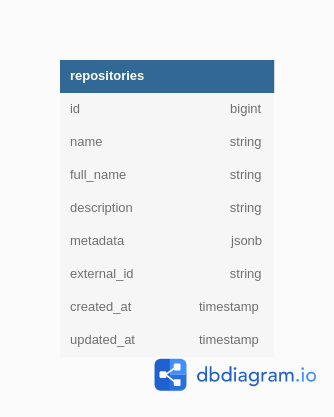 repositories
id bigint
name string
full_name string
description string
metadata jsonb
external_id string
created_at timestamp
updated_at timestamp
dbdiagram.io